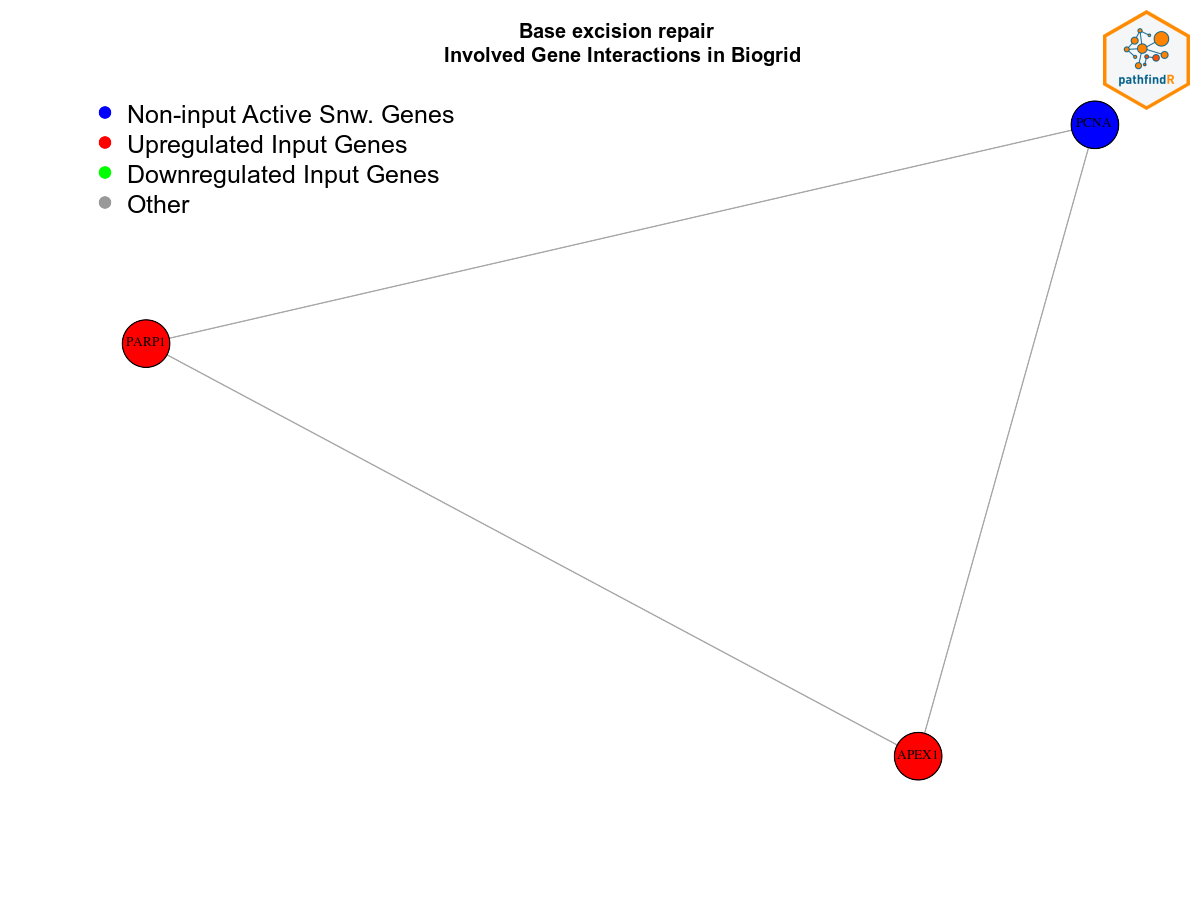 Base excision repair
Involved Gene Interactions in Biogrid
pathfindR
Non-input Active Snw. Genes
Upregulated Input Genes
Downregulated Input Genes
Other
PCNA
PARP1
APEX1